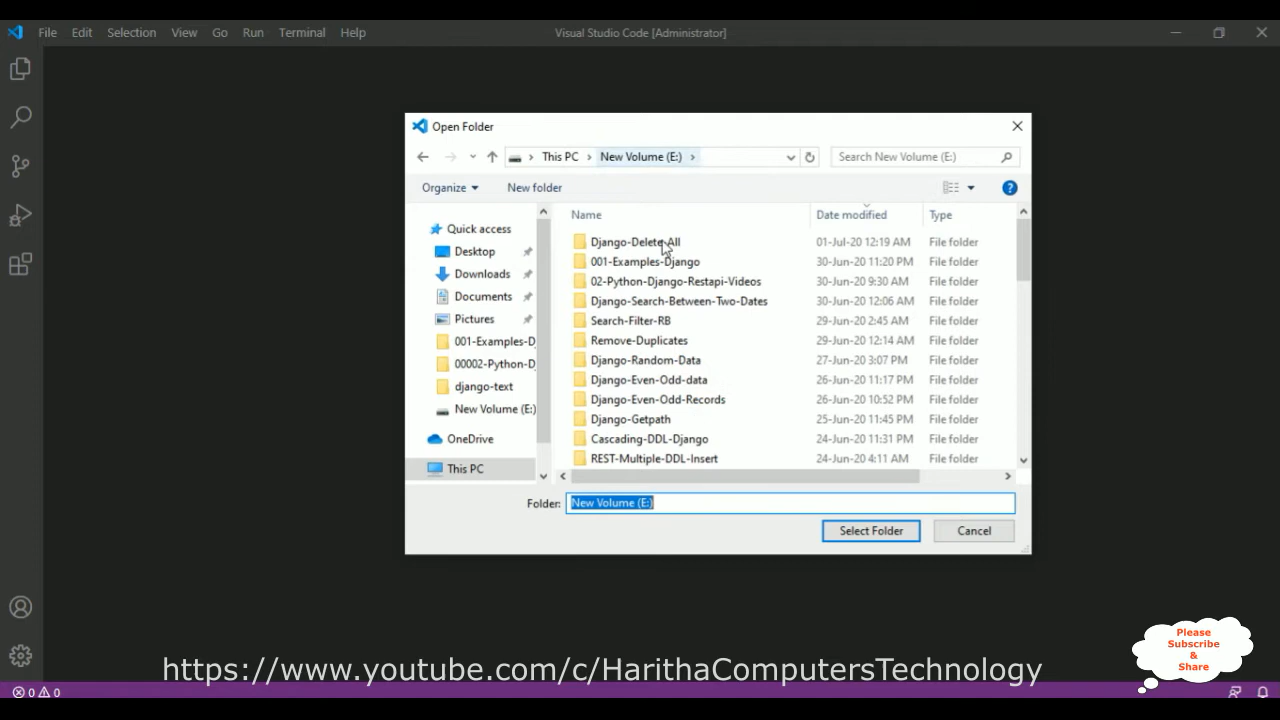 File Edit Selection View Go Run Terminal Help
Visual Studio Code [Administrator]
Open Folder
This PC > New Volume (E:) >
Search New Volume (E:)
Organize
New folder
Name Date modified Type
Quick access
Desktop
Downloads
Documents
Pictures
001-Examples-D
00002-Python-D
django-text
New Volume (E:)
OneDrive
This PC
Django-Delete-All 01-Jul-20 12:19 AM File folder
001-Examples-Django 30-Jun-20 11:20 PM File folder
02-Python-Django-Restapi-Videos 30-Jun-20 9:30 AM File folder
Django-Search-Between-Two-Dates 30-Jun-20 12:06 AM File folder
Search-Filter-RB 29-Jun-20 2:45 AM File folder
Remove-Duplicates 29-Jun-20 12:14 AM File folder
Django-Random-Data 27-Jun-20 3:07 PM File folder
Django-Even-Odd-data 26-Jun-20 11:17 PM File folder
Django-Even-Odd-Records 26-Jun-20 10:52 PM File folder
Django-Getpath 25-Jun-20 11:45 PM File folder
Cascading-DDL-Django 24-Jun-20 11:31 PM File folder
REST-Multiple-DDL-Insert 24-Jun-20 4:11 AM File folder
Folder: New Volume (E:)
Select Folder
Cancel
Please
Subscribe
&
Share
https://www.youtube.com/c/HarithaComputersTechnology
0 0